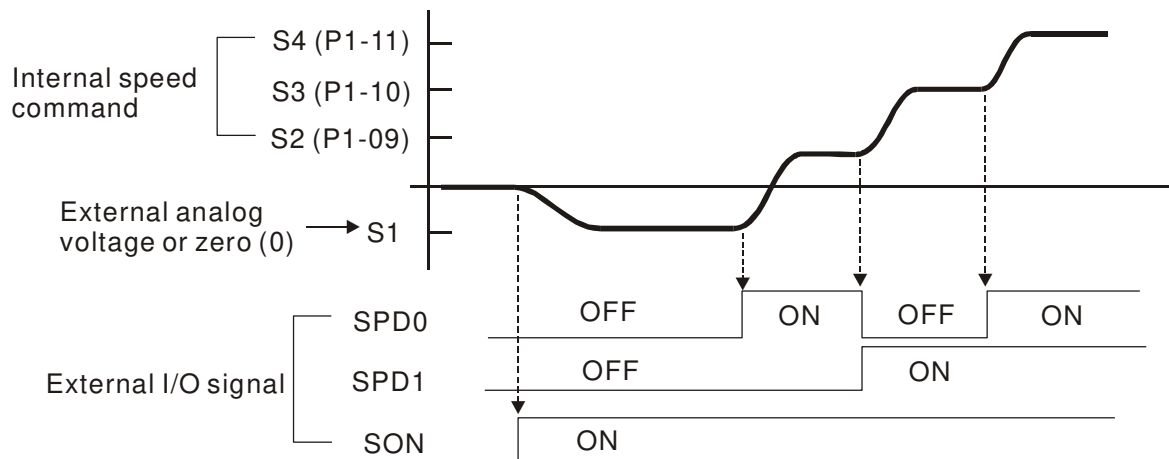 S4 (P1-11)
Internal speed
command
S3 (P1-10)
S2 (P1-09)
External analog
voltage or zero (0)
S1
SPD0
OFF
ON
OFF
ON
External I/O signal
SPD1
OFF
ON
SON
ON